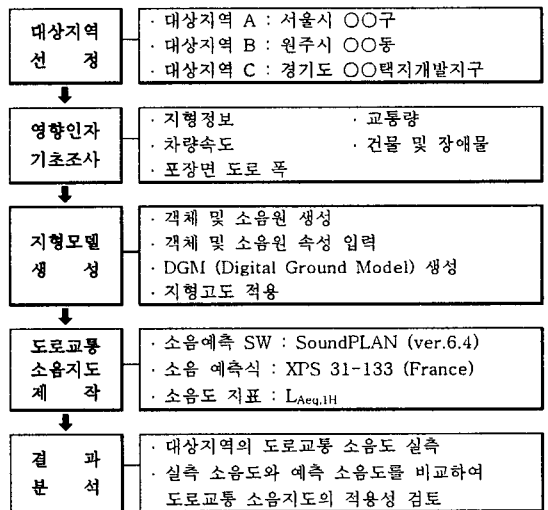 대상지역
선 정
· 대상지역 A : 서울시 ○○구
· 대상지역 B : 원주시 ○○동
· 대상지역 C : 경기도 ○○택지개발지구
영향인자
기초조사
· 지형정보 · 교통량
· 차량속도 · 건물 및 장애물
· 포장면 도로 폭
지형모델
생 성
· 객체 및 소음원 생성
· 객체 및 소음원 속성 입력
· DGM (Digital Ground Model) 생성
· 지형고도 적용
도로교통
소음지도
제 작
· 소음예측 SW : SoundPLAN (ver.6.4)
· 소음 예측식 : XPS 31-133 (France)
· 소음도 지표 : LAeq,1H
결 과
분 석
· 대상지역의 도로교통 소음도 실측
· 실측 소음도와 예측 소음도를 비교하여
도로교통 소음지도의 적용성 검토